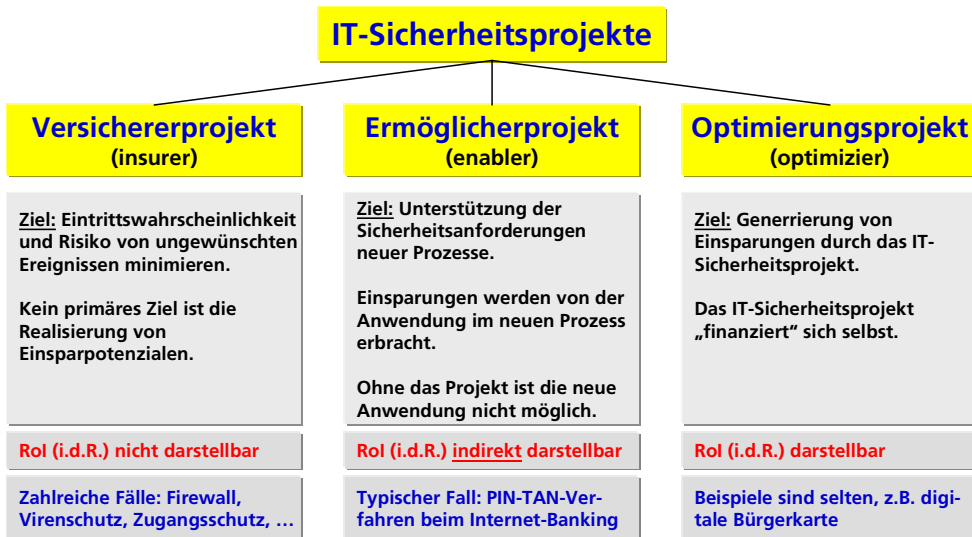 IT-Sicherheitsprojekte
Versichererprojekt
(insurer)
Ziel: Eintrittswahrscheinlichkeit
und Risiko von ungewünschten
Ereignissen minimieren.
Kein primäres Ziel ist die
Realisierung von
Einsparpotenzialen.
RoI (i.d.R.) nicht darstellbar
Zahlreiche Fälle: Firewall,
Virenschutz, Zugangsschutz, …
Ermöglicherprojekt
(enabler)
Ziel: Unterstützung der
Sicherheitsanforderungen
neuer Prozesse.
Einsparungen werden von der
Anwendung im neuen Prozess
erbracht.
Ohne das Projekt ist die neue
Anwendung nicht möglich.
RoI (i.d.R.) indirekt darstellbar
Typischer Fall: PIN-TAN-Ver-
fahren beim Internet-Banking
Optimierungsprojekt
(optimizier)
Ziel: Generrierung von
Einsparungen durch das IT-
Sicherheitsprojekt.
Das IT-Sicherheitsprojekt
„finanziert“ sich selbst.
RoI (i.d.R.) darstellbar
Beispiele sind selten, z.B. digi-
tale Bürgerkarte